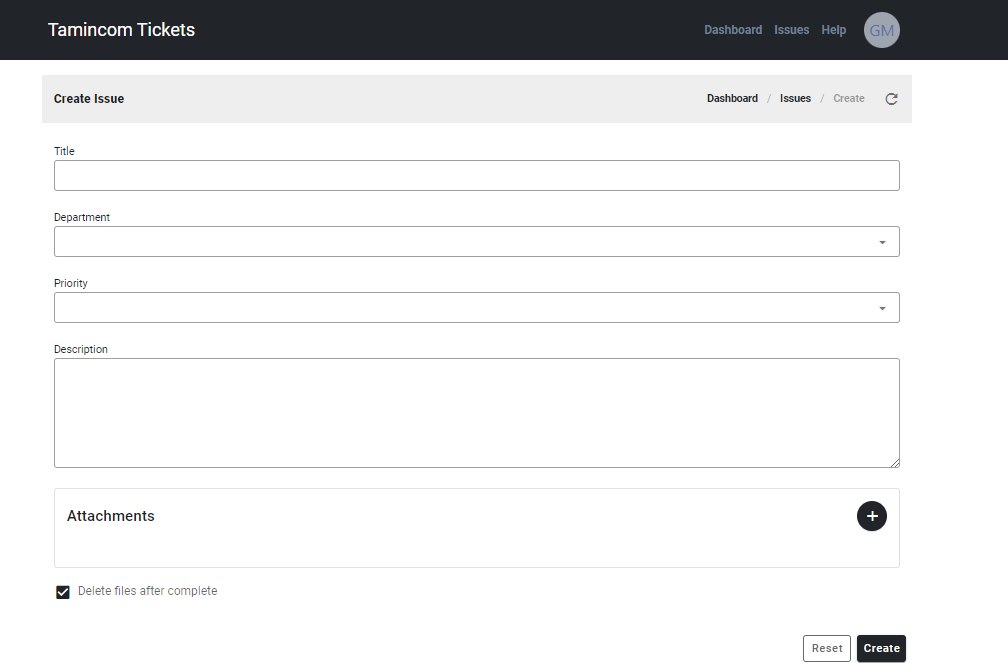 Tamincom Tickets
Dashboard Issues Help GM
Create Issue
Dashboard / Issues / Create
Title
Department
Priority
Description
Attachments
Delete files after complete
Reset Create